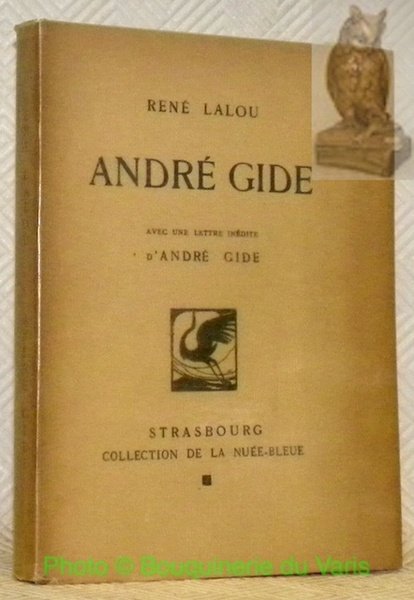 RENÉ LALOU
ANDRÉ GIDE
AVEC UNE LETTRE INÉDITE
D'ANDRÉ GIDE
STRASBOURG
COLLECTION DE LA NUÉE-BLEUE
Photo © Bouquinerie du Varis